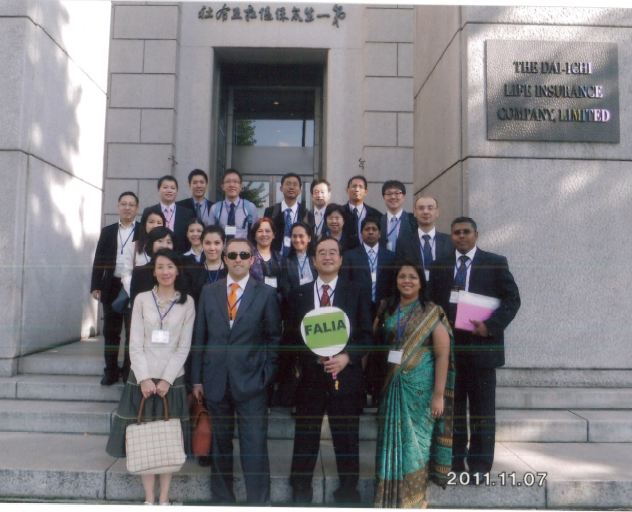 THE DAI-ICHI
LIFE INSURANCE
COMPANY, LIMITED
FALIA
2011.11.07